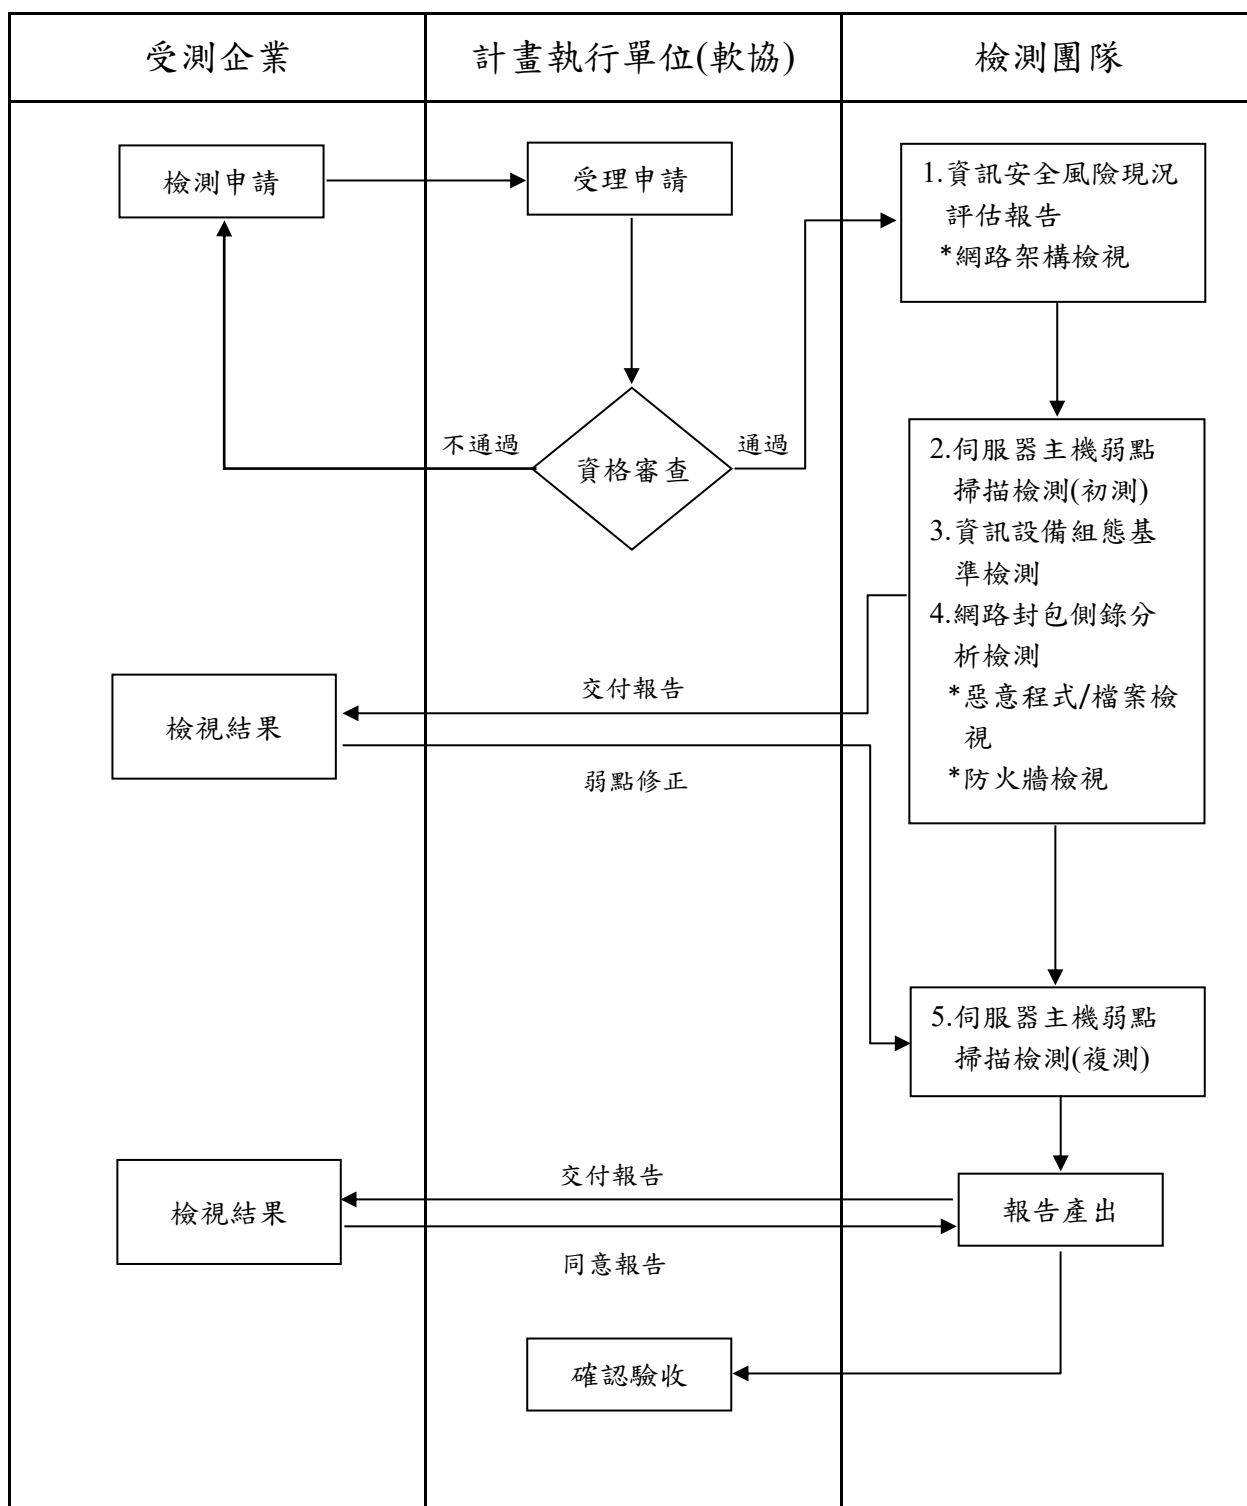 受測企業
計畫執行單位(軟協)
檢測團隊
檢測申請
受理申請
1.資訊安全風險現況
評估報告
*網路架構檢視
不通過
資格審查
通過
2.伺服器主機弱點
掃描檢測(初測)
3.資訊設備組態基
準檢測
4.網路封包側錄分
析檢測
*惡意程式/檔案檢
視
*防火牆檢視
交付報告
檢視結果
弱點修正
5.伺服器主機弱點
掃描檢測(複測)
交付報告
檢視結果
報告產出
同意報告
確認驗收